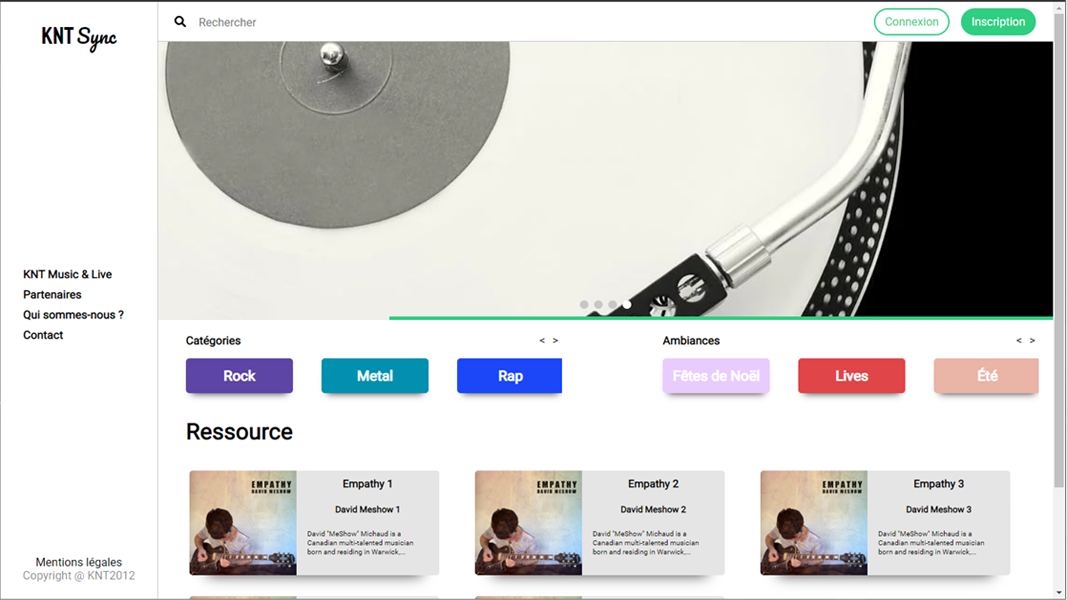 KNT Sync
Rechercher
Connexion
Inscription
KNT Music & Live
Partenaires
Qui sommes-nous ?
Contact
Mentions légales
Copyright @ KNT2012
Catégories
< >
Rock
Metal
Rap
Ambiances
< >
Fêtes de Noël
Lives
Été
Ressource
EMPATHY
DAVID MESHOW
Empathy 1
David Meshow 1
David "MeShow" Michaud is a
Canadian multi-talented musician
born and residing in Warwick,...
EMPATHY
DAVID MESHOW
Empathy 2
David Meshow 2
David "MeShow" Michaud is a
Canadian multi-talented musician
born and residing in Warwick,...
EMPATHY
DAVID MESHOW
Empathy 3
David Meshow 3
David "MeShow" Michaud is a
Canadian multi-talented musician
born and residing in Warwick,...